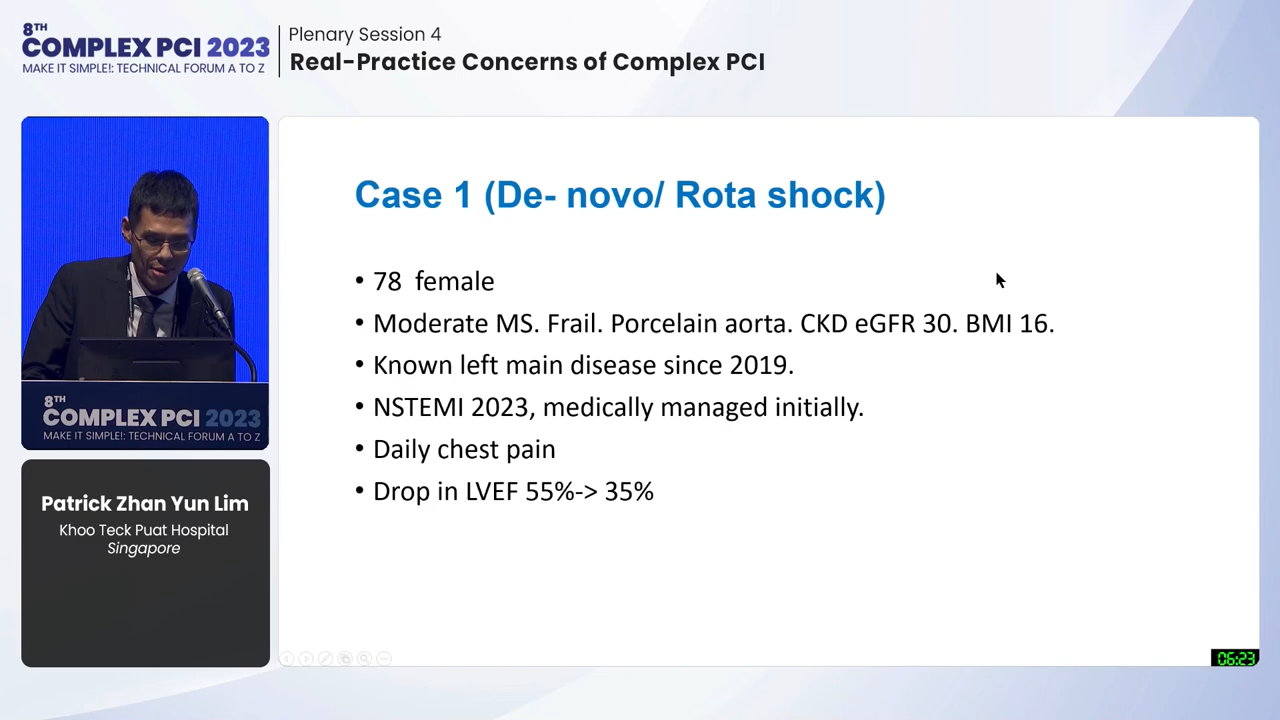 8TH
COMPLEX PCI 2023
MAKE IT SIMPLE!: TECHNICAL FORUM A TO Z
Plenary Session 4
Real-Practice Concerns of Complex PCI
Case 1 (De- novo/ Rota shock)
• 78 female
• Moderate MS. Frail. Porcelain aorta. CKD eGFR 30. BMI 16.
• Known left main disease since 2019.
• NSTEMI 2023, medically managed initially.
• Daily chest pain
• Drop in LVEF 55%-> 35%
8TH
COMPLEX PCI 2023
MAKE IT SIMPLE!: TECHNICAL FORUM A TO Z
Patrick Zhan Yun Lim
Khoo Teck Puat Hospital
Singapore
06:23